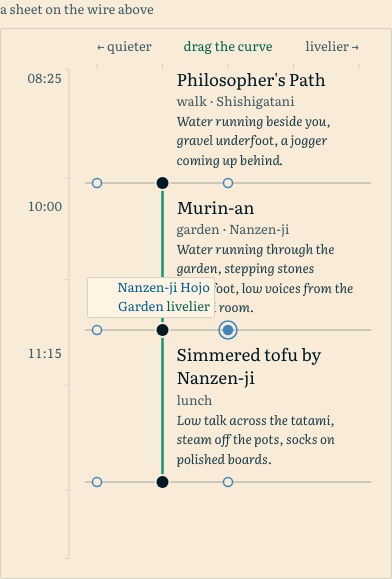 a sheet on the wire above
← quieter
drag the curve
livelier →
08:25
Philosopher's Path
walk · Shishigatani
Water running beside you,
gravel underfoot, a jogger
coming up behind.
10:00
Murin-an
garden · Nanzen-ji
Water running through the
garden, stepping stones
foot, low voices from the
room.
Nanzen-ji Hojo
Garden livelier
11:15
Simmered tofu by
Nanzen-ji
lunch
Low talk across the tatami,
steam off the pots, socks on
polished boards.